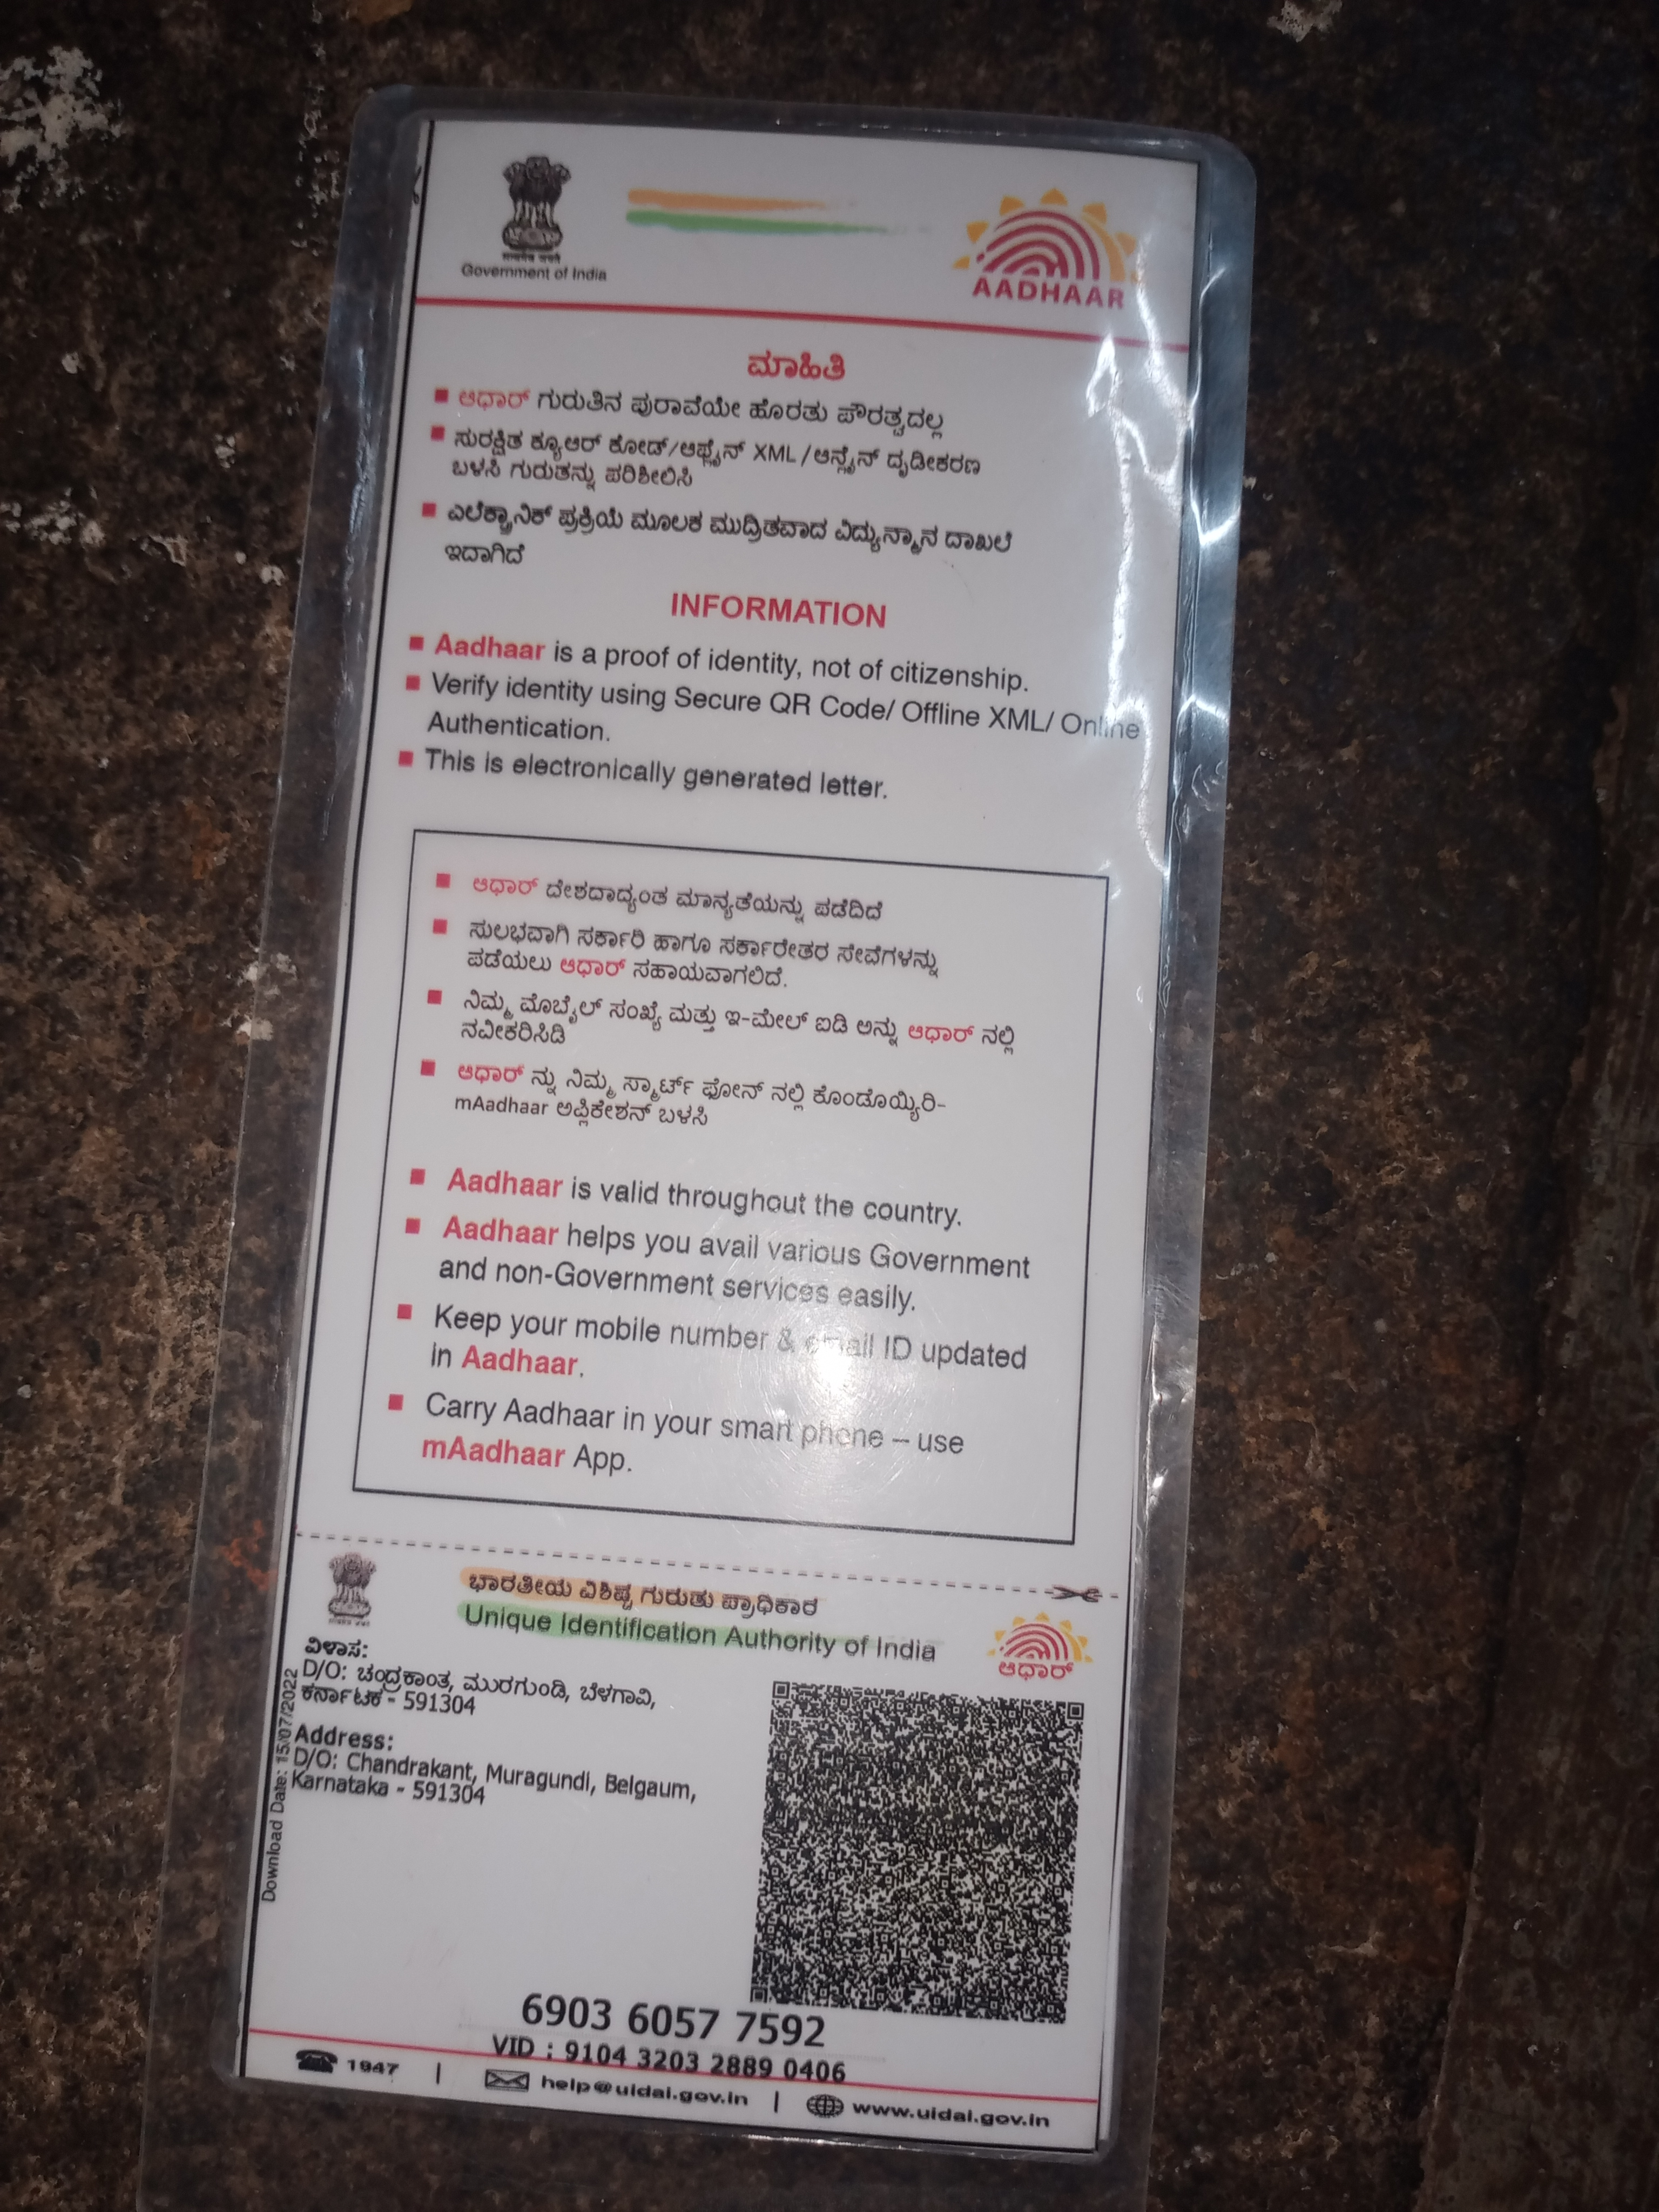 Government of India
AADHAAR
ಮಾಹಿತಿ
ಆಧಾರ್ ಗುರುತಿನ ಪುರಾವೆಯೇ ಹೊರತು ಪೌರತ್ವದಲ್ಲ
ಸುರಕ್ಷಿತ ಕ್ಯೂಆರ್ ಕೋಡ್/ಆಫ್ಲೈನ್ XML/ಆನ್ಲೈನ್ ದೃಡೀಕರಣ
ಬಳಸಿ ಗುರುತನ್ನು ಪರಿಶೀಲಿಸಿ
ಎಲೆಕ್ಟ್ರಾನಿಕ್ ಪ್ರಕ್ರಿಯೆ ಮೂಲಕ ಮುದ್ರಿತವಾದ ವಿದ್ಯುನ್ಮಾನ ದಾಖಲೆ
ಇದಾಗಿದೆ
INFORMATION
Aadhaar is a proof of identity, not of citizenship.
Verify identity using Secure QR Code/ Offline XML/ Online
Authentication.
This is electronically generated letter.
ಆಧಾರ್ ದೇಶದಾದ್ಯಂತ ಮಾನ್ಯತೆಯನ್ನು ಪಡೆದಿದೆ
ಸುಲಭವಾಗಿ ಸರ್ಕಾರಿ ಹಾಗೂ ಸರ್ಕಾರೇತರ ಸೇವೆಗಳನ್ನು
ಪಡೆಯಲು ಆಧಾರ್ ಸಹಾಯವಾಗಲಿದೆ.
ನಿಮ್ಮ ಮೊಬೈಲ್ ಸಂಖ್ಯೆ ಮತ್ತು ಇ-ಮೇಲ್ ಐಡಿ ಅನ್ನು ಆಧಾರ್ ನಲ್ಲಿ
ನವೀಕರಿಸಿಡಿ
ಆಧಾರ್ ನ್ನು ನಿಮ್ಮ ಸ್ಮಾರ್ಟ್ ಫೋನ್ ನಲ್ಲಿ ಕೊಂಡೊಯ್ಯಿರಿ-
mAadhaar ಅಪ್ಲಿಕೇಶನ್ ಬಳಸಿ
Aadhaar is valid throughout the country.
Aadhaar helps you avail various Government
and non-Government services easily.
Keep your mobile number & email ID updated
in Aadhaar.
Carry Aadhaar in your smart phone – use
mAadhaar App.
ಭಾರತೀಯ ವಿಶಿಷ್ಟ ಗುರುತು ಪ್ರಾಧಿಕಾರ
Unique Identification Authority of India
ಆಧಾರ್
ವಿಳಾಸ:
D/O: ಚಂದ್ರಕಾಂತ, ಮುರಗುಂಡಿ, ಬೆಳಗಾವಿ,
ಕರ್ನಾಟಕ - 591304
Address:
D/O: Chandrakant, Muragundi, Belgaum,
Karnataka - 591304
Download Date: 15/07/2022
6903 6057 7592
VID : 9104 3203 2889 0406
1947 | help@uidai.gov.in | www.uidai.gov.in